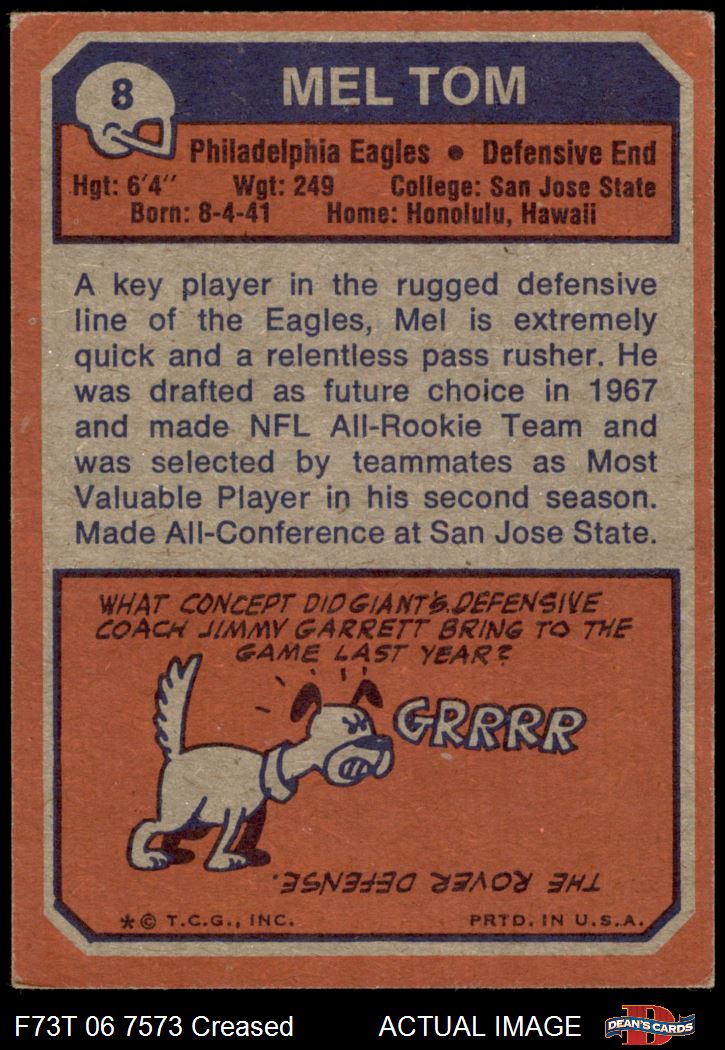 8
MEL TOM
Philadelphia Eagles • Defensive End
Hgt: 6'4" Wgt: 249 College: San Jose State
Born: 8-4-41 Home: Honolulu, Hawaii
A key player in the rugged defensive
line of the Eagles, Mel is extremely
quick and a relentless pass rusher. He
was drafted as future choice in 1967
and made NFL All-Rookie Team and
was selected by teammates as Most
Valuable Player in his second season.
Made All-Conference at San Jose State.
WHAT CONCEPT DID GIANTS DEFENSIVE
COACH JIMMY GARRETT BRING TO THE
GAME LAST YEAR?
GRRRR
THE ROVER DEFENSE.
*© T.C.G., INC. PRTD. IN U.S.A.
F73T 06 7573 Creased ACTUAL IMAGE
D
DEAN'S CARDS